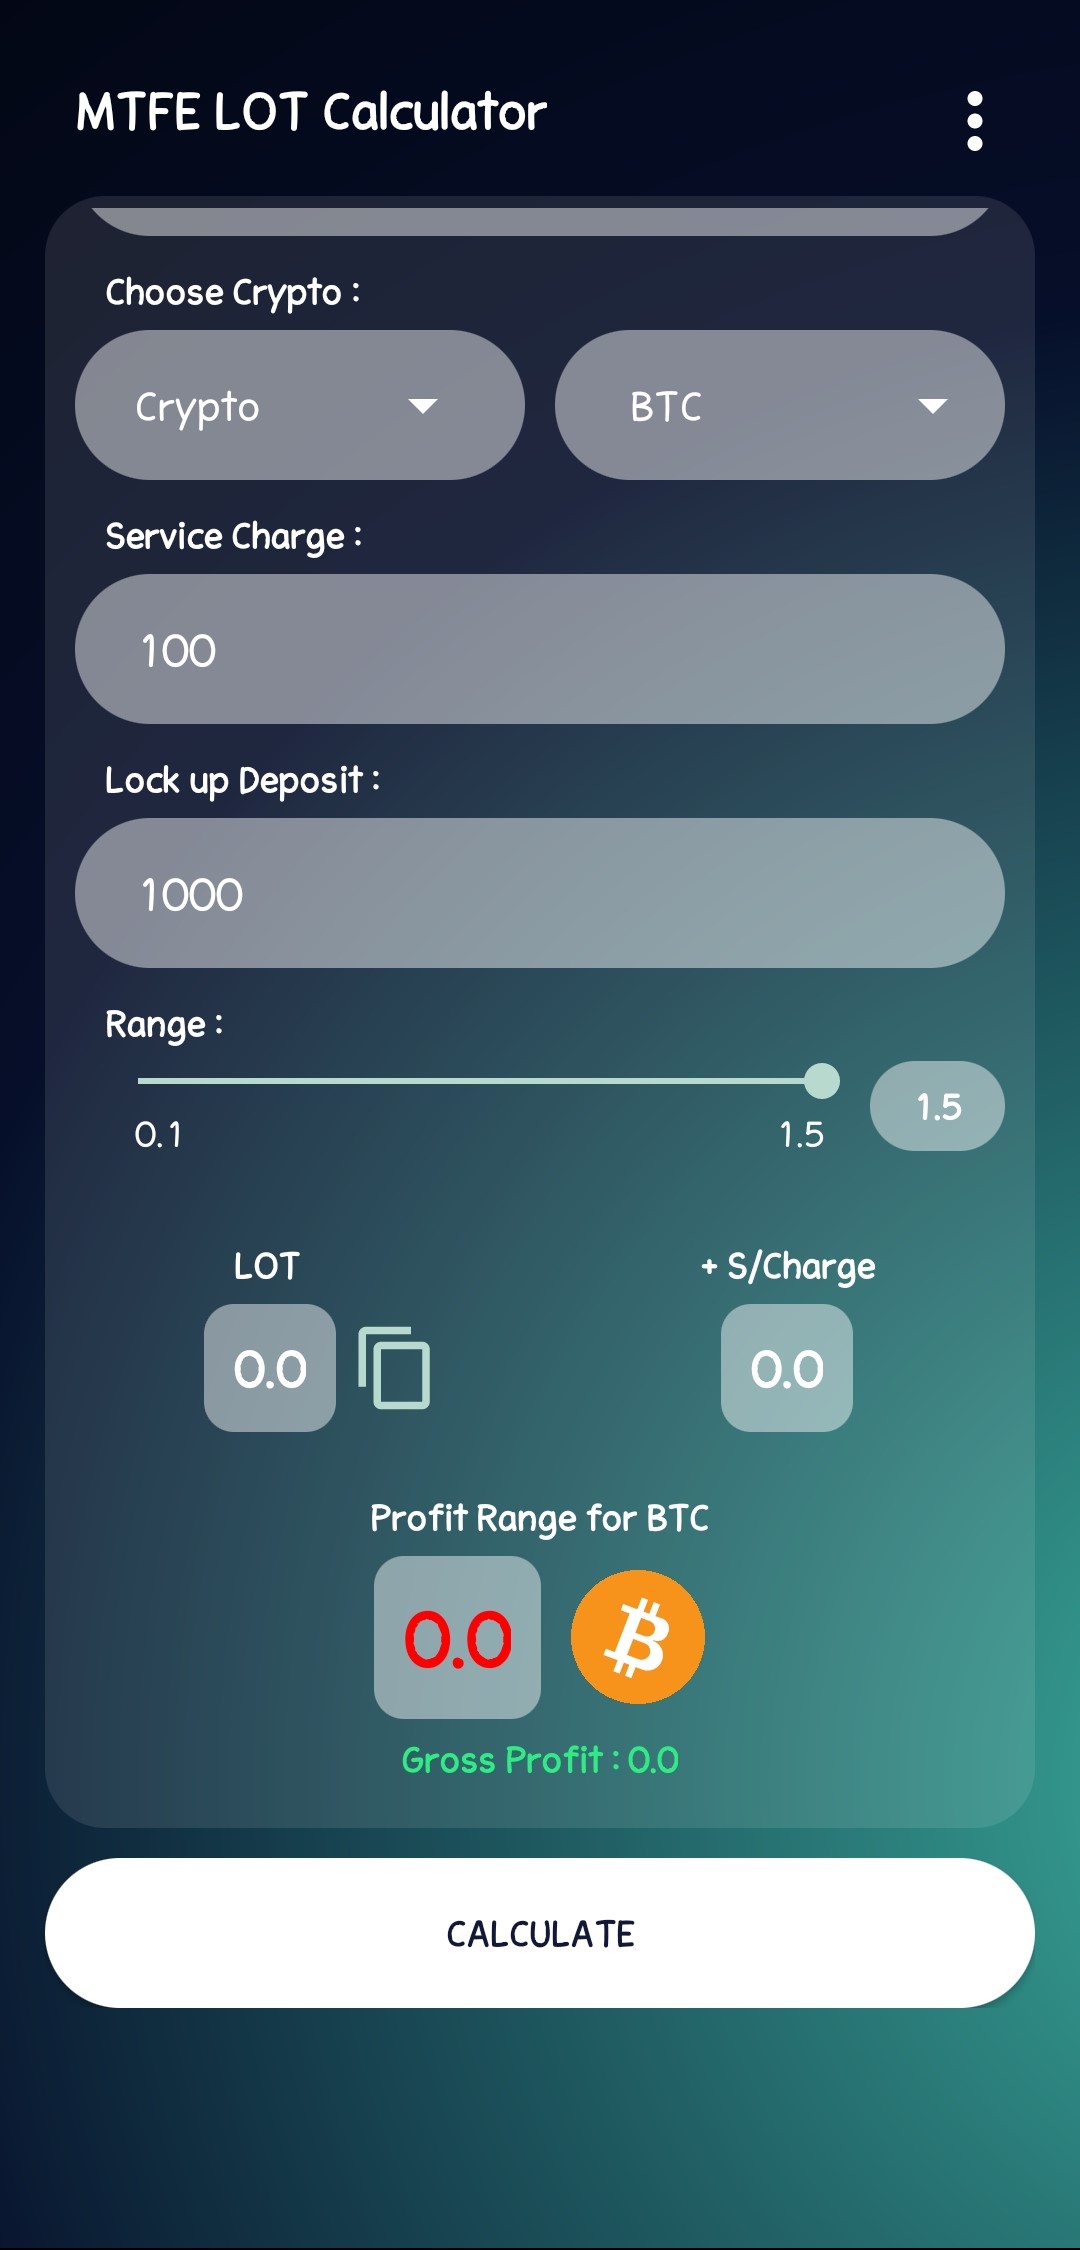 MTFE LOT Calculator
Choose Crypto :
Crypto BTC
Service Charge :
100
Lock up Deposit :
1000
Range :
1.5
0.1 1.5
LOT + S/Charge
0.0 0.0
Profit Range for BTC
0.0
Gross Profit : 0.0
CALCULATE